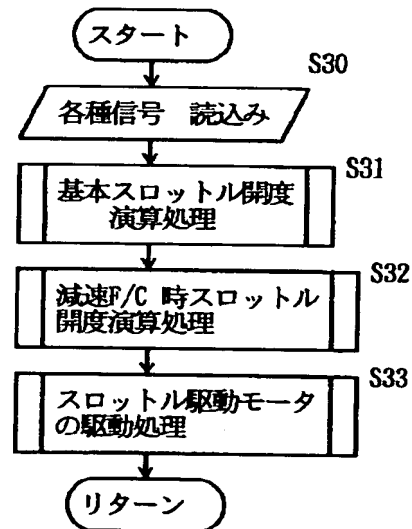 スタート
S30
各種信号 読込み
S31
基本スロットル開度
演算処理
S32
減速F/C 時スロットル
開度演算処理
S33
スロットル駆動モータ
の駆動処理
リターン